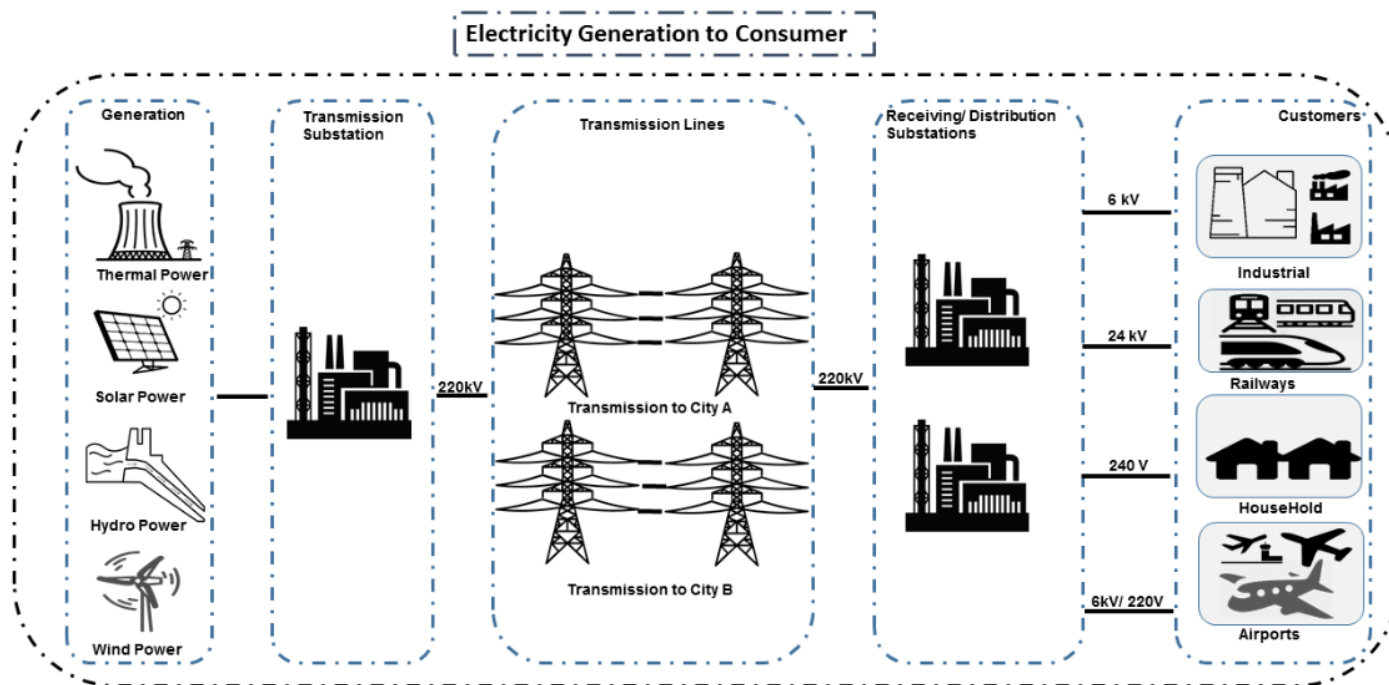 Electricity Generation to Consumer
Generation
Thermal Power
Solar Power
Hydro Power
Wind Power
Transmission
Substation
220kV
Transmission Lines
Transmission to City A
Transmission to City B
220kV
Receiving/ Distribution
Substations
6 kV
24 kV
240 V
6kV/ 220V
Customers
Industrial
Railways
HouseHold
Airports